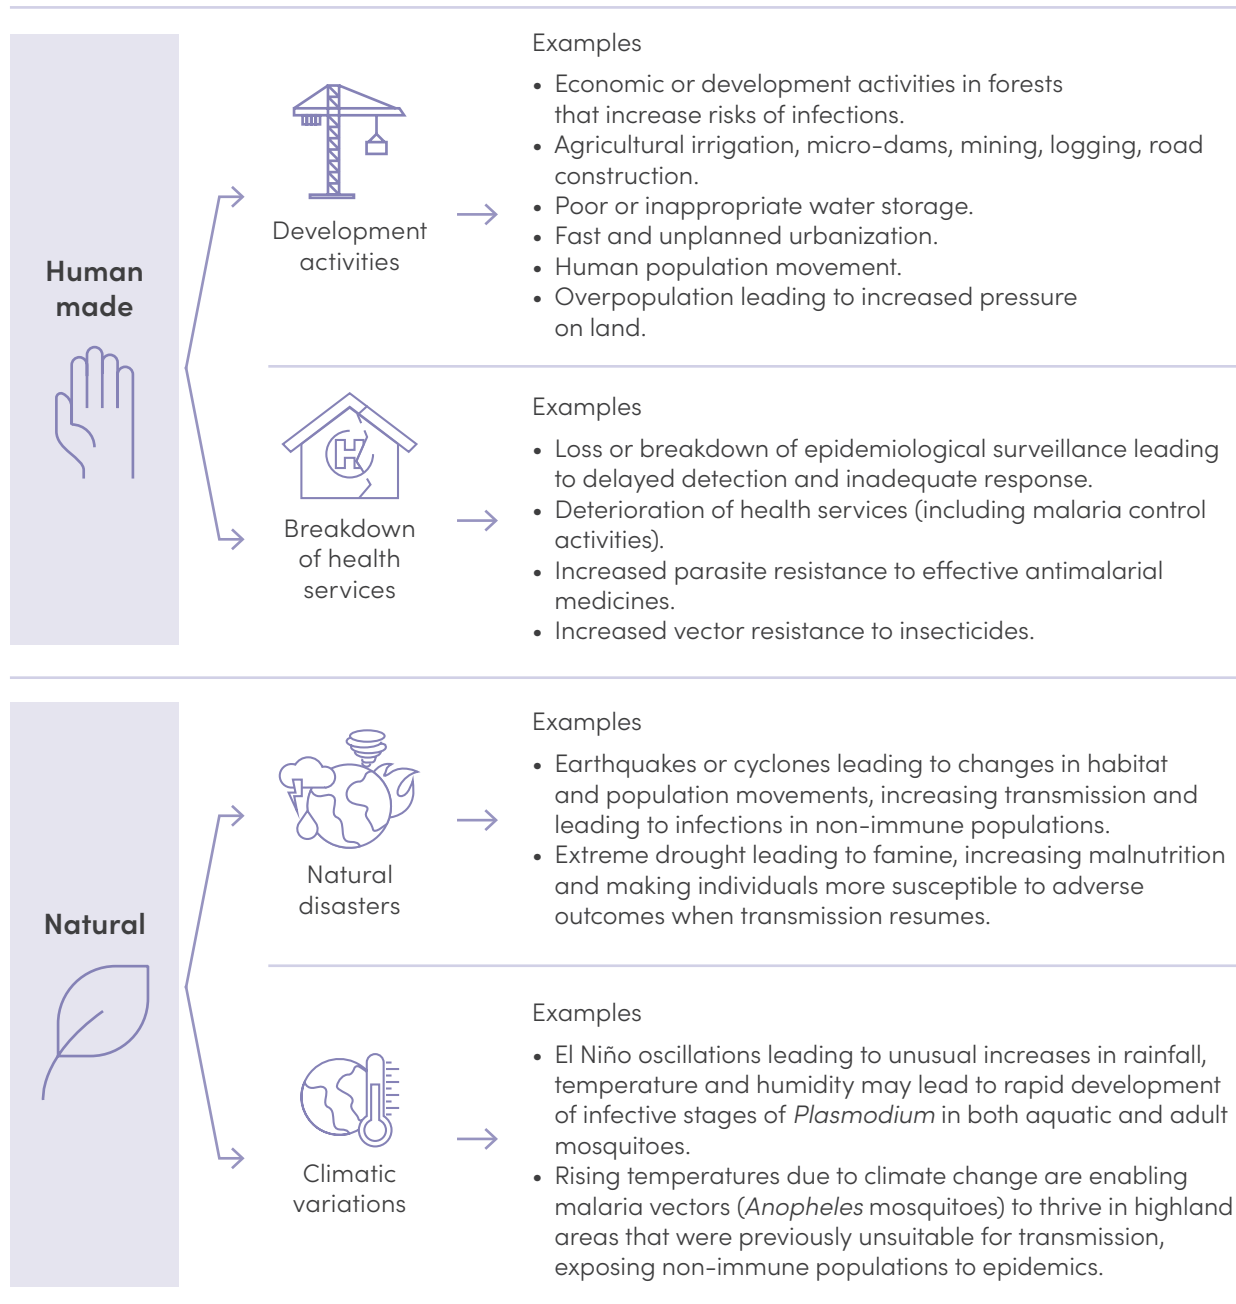 Human
made
Development
activities
Examples
• Economic or development activities in forests
that increase risks of infections.
• Agricultural irrigation, micro-dams, mining, logging, road
construction.
• Poor or inappropriate water storage.
• Fast and unplanned urbanization.
• Human population movement.
• Overpopulation leading to increased pressure
on land.
H
Breakdown
of health
services
Examples
• Loss or breakdown of epidemiological surveillance leading
to delayed detection and inadequate response.
• Deterioration of health services (including malaria control
activities).
• Increased parasite resistance to effective antimalarial
medicines.
• Increased vector resistance to insecticides.
Natural
Natural
disasters
Examples
• Earthquakes or cyclones leading to changes in habitat
and population movements, increasing transmission and
leading to infections in non-immune populations.
• Extreme drought leading to famine, increasing malnutrition
and making individuals more susceptible to adverse
outcomes when transmission resumes.
Climatic
variations
Examples
• El Niño oscillations leading to unusual increases in rainfall,
temperature and humidity may lead to rapid development
of infective stages of Plasmodium in both aquatic and adult
mosquitoes.
• Rising temperatures due to climate change are enabling
malaria vectors (Anopheles mosquitoes) to thrive in highland
areas that were previously unsuitable for transmission,
exposing non-immune populations to epidemics.